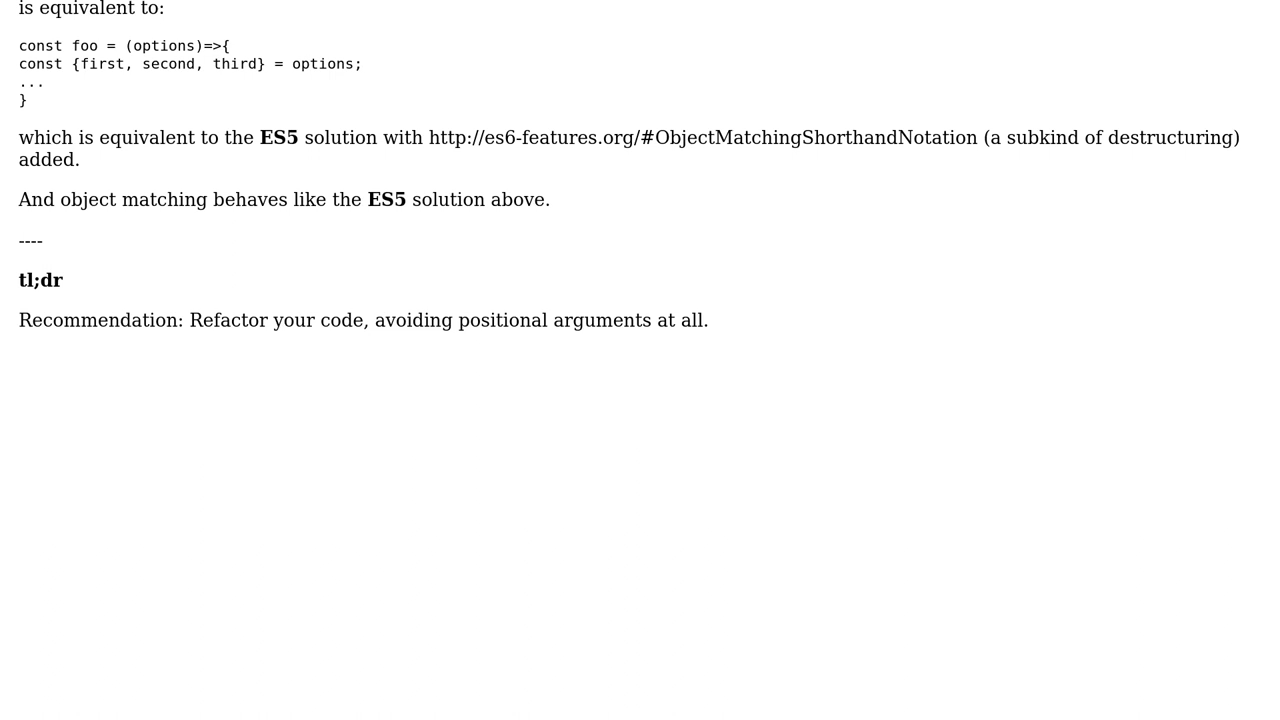 is equivalent to:
const foo = (options)=>{
const {first, second, third} = options;
...
}
which is equivalent to the ES5 solution with http://es6-features.org/#ObjectMatchingShorthandNotation (a subkind of destructuring)
added.
And object matching behaves like the ES5 solution above.
----
tl;dr
Recommendation: Refactor your code, avoiding positional arguments at all.